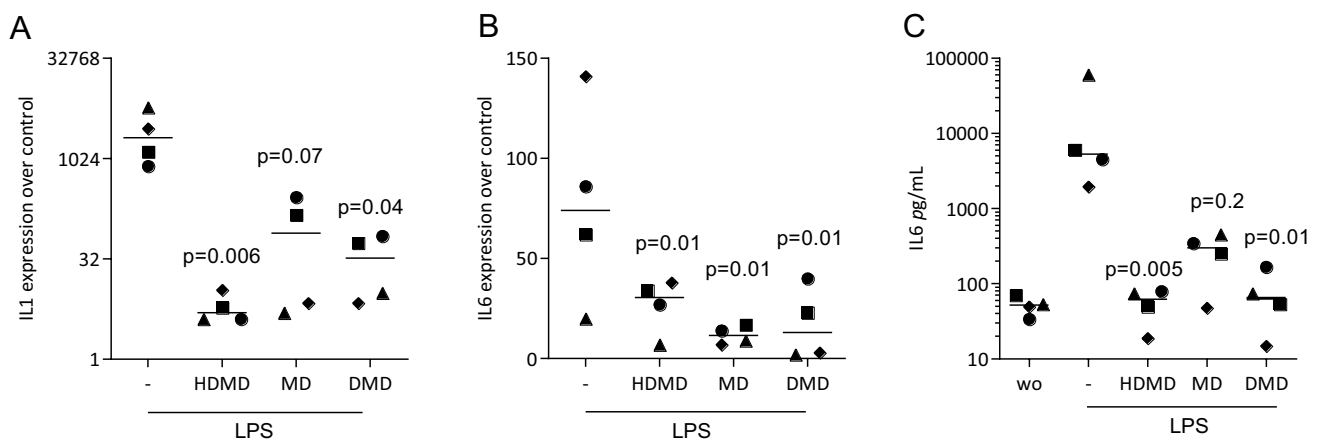 A
IL1 expression over control
32768
1024
32
1
p=0.006
p=0.07
p=0.04
- HDMD MD DMD
LPS
B
IL6 expression over control
150
100
50
0
p=0.01
p=0.01
p=0.01
- HDMD MD DMD
LPS
C
IL6 pg/mL
100000
10000
1000
100
10
p=0.005
p=0.2
p=0.01
wo - HDMD MD DMD
LPS